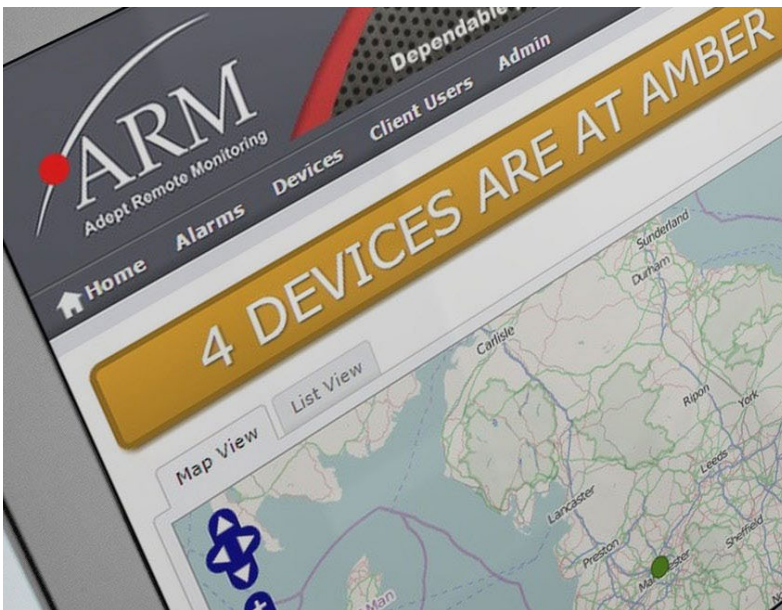 Dependable
ARM
Adept Remote Monitoring
Home Alarms Devices Client Users Admin
4 DEVICES ARE AT AMBER
Map View List View
Sunderland
Durham
Carlisle
Ripon
York
Leeds
Lancaster
Preston
Sheffield
Man